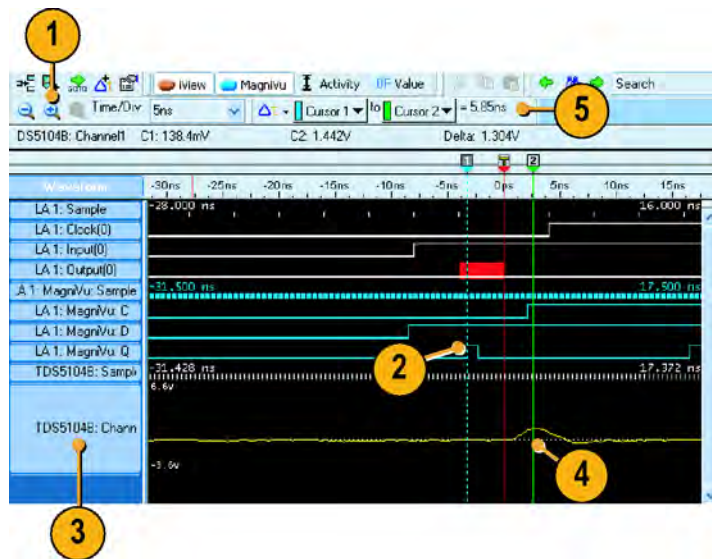 1
iView MagniVu Activity Value Search
Time/Div 5ns Cursor 1 to Cursor 2 = 5.85ns
5
DS5104B: Channel1 C1: 138.4mV C2: 1.442V Delta: 1.304V
1 T 2
Waveform -30ns -25ns -20ns -15ns -10ns -5ns 0ps 5ns 10ns 15ns
LA 1: Sample -28.000 ns 16.000 ns
LA 1: Clock(0)
LA 1: Input(0)
LA 1: Output(0)
A 1: MagniVu: Sample -31.500 ns 17.500 ns
LA 1: MagniVu: C
LA 1: MagniVu: D
LA 1: MagniVu: Q
2
TDS5104B: Sampl -31.428 ns 17.372 ns
6.6V
TDS5104B: Chann
-3.6V
4
3